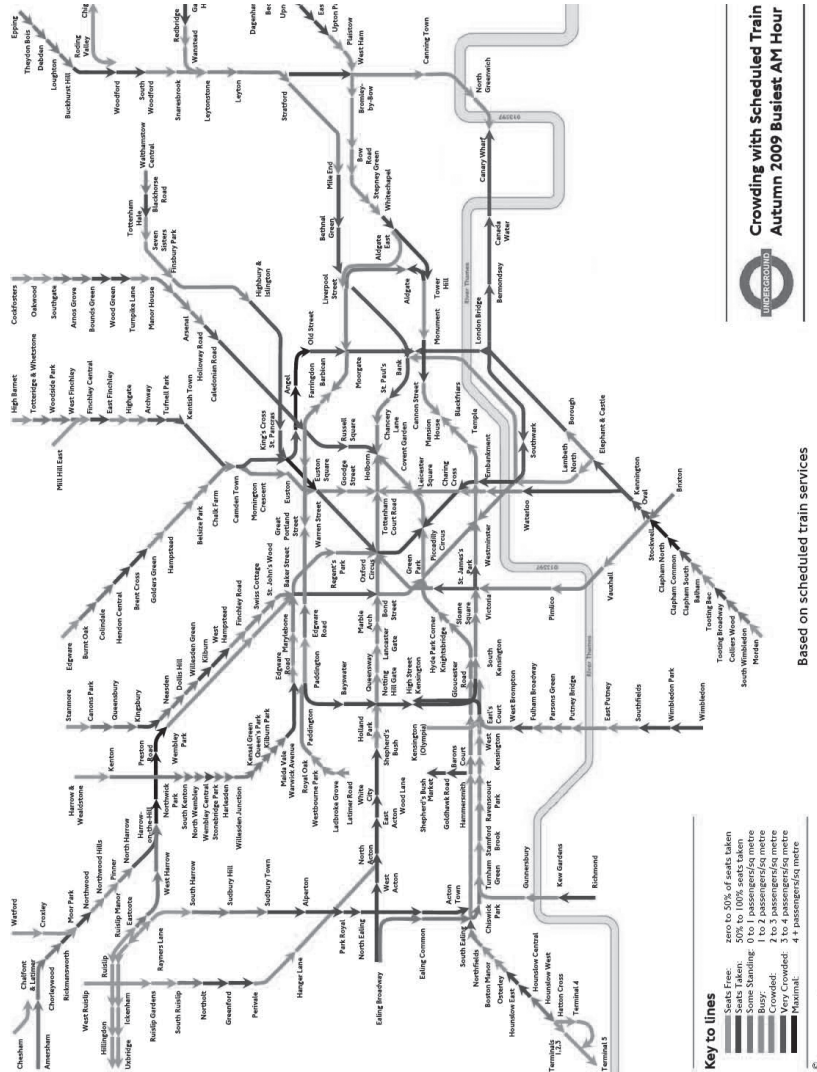 Crowding with Scheduled Train
Autumn 2009 Busiest AM Hour
UNDERGROUND
Epping
Theydon Bois
Debden
Loughton
Buckhurst Hill
Chig
Roding
Valley
Woodford
South
Woodford
Snaresbrook
Redbridge
Wanstead
Leytonstone
Leyton
Stratford
Dagenhar
Bec
Upn
Eas
Upton P
Plaistow
West Ham
Canning Town
North
Greenwich
Bromley-
by-Bow
Bow
Road
Stepney Green
Whitechapel
Mile End
Bethnal
Green
Canary Wharf
Canada
Water
Bermondsey
London Bridge
River Thames
Walthamstow
Central
Blackhorse
Road
Tottenham
Hale
Seven
Sisters
Finsbury Park
Highbury &
Islington
Liverpool
Street
Aldgate
East
Aldgate
Tower
Hill
Monument
Cockfosters
Oakwood
Southgate
Arnos Grove
Bounds Green
Wood Green
Turnpike Lane
Manor House
Arsenal
Holloway Road
Caledonian Road
Old Street
Angel
Farringdon
Barbican
Moorgate
St. Paul's
Bank
Cannon Street
Mansion
House
Blackfriars
Temple
High Barnet
Totteridge & Whetstone
Woodside Park
West Finchley
Mill Hill East
Finchley Central
East Finchley
Highgate
Archway
Tufnell Park
Kentish Town
King's Cross
St. Pancras
Russell
Square
Chancery
Lane
Covent Garden
Holborn
Euston
Square
Goodge
Street
Leicester
Square
Charing
Cross
Embankment
Southwark
Lambeth
North
Borough
Elephant & Castle
Kennington
Oval
Brixton
Stockwell
Clapham North
Clapham Common
Clapham South
Balham
Tooting Bec
Tooting Broadway
Colliers Wood
South Wimbledon
Morden
Edgware
Burnt Oak
Colindale
Hendon Central
Brent Cross
Golders Green
Hampstead
Belsize Park
Chalk Farm
Camden Town
Mornington
Crescent
Euston
Great
Portland
Street
Warren Street
Tottenham
Court Road
Piccadilly
Circus
Waterloo
Westminster
Regent's
Park
Oxford
Circus
Green
Park
St. James's
Park
Victoria
Pimlico
Vauxhall
River Thames
Stanmore
Canons Park
Queensbury
Kingsbury
Neasden
Dollis Hill
Willesden Green
Kilburn
West
Hampstead
Finchley Road
Swiss Cottage
St. John's Wood
Baker Street
Marylebone
Edgware
Road
Edgware
Road
Paddington
Paddington
Bayswater
Marble
Arch
Bond
Street
Lancaster
Gate
Queensway
Notting
Hill Gate
High Street
Kensington
Hyde Park Corner
Knightsbridge
Sloane
Square
Gloucester
Road
South
Kensington
Earl's
Court
West Brompton
Fulham Broadway
Parsons Green
Putney Bridge
East Putney
Southfields
Wimbledon Park
Wimbledon
River Thames
Harrow &
Wealdstone
Kenton
Preston
Road
Wembley
Park
Northwick
Park
South Kenton
North Wembley
Wembley Central
Stonebridge Park
Harlesden
Willesden Junction
Kensal Green
Queen's Park
Kilburn Park
Maida Vale
Warwick Avenue
Royal Oak
Westbourne Park
Ladbroke Grove
Latimer Road
Holland
Park
Shepherd's
Bush
White
City
Wood Lane
East
Acton
Kensington
(Olympia)
Shepherd's Bush
Market
Goldhawk Road
Hammersmith
Barons
Court
West
Kensington
Ravenscourt
Park
Stamford
Brook
Turnham
Green
Chiswick
Park
Gunnersbury
Kew Gardens
Richmond
Watford
Croxley
Moor Park
Northwood
Northwood Hills
Pinner
North Harrow
Harrow-
on-the-Hill
West Harrow
Chesham
Chalfont
& Latimer
Amersham
Chorleywood
Rickmansworth
West Ruislip
Ruislip
Ruislip Manor
Eastcote
Rayners Lane
Hillingdon
Uxbridge
Ickenham
South Harrow
Sudbury Hill
Sudbury Town
Alperton
Park Royal
North Ealing
Ruislip Gardens
South Ruislip
Northolt
Greenford
Perivale
Hanger Lane
North
Acton
West
Acton
Ealing Broadway
Ealing Common
Acton
Town
South Ealing
Northfields
Boston Manor
Osterley
Hounslow East
Hounslow Central
Hounslow West
Hatton Cross
Terminals
1,2,3
Terminal 4
Terminal 5
Based on scheduled train services
Key to lines
Seats Free: zero to 50% of seats taken
Seats Taken: 50% to 100% seats taken
Some Standing: 0 to 1 passengers/sq metre
Busy: 1 to 2 passengers/sq metre
Crowded: 2 to 3 passengers/sq metre
Very Crowded: 3 to 4 passengers/sq metre
Maximal: 4 + passengers/sq metre
©